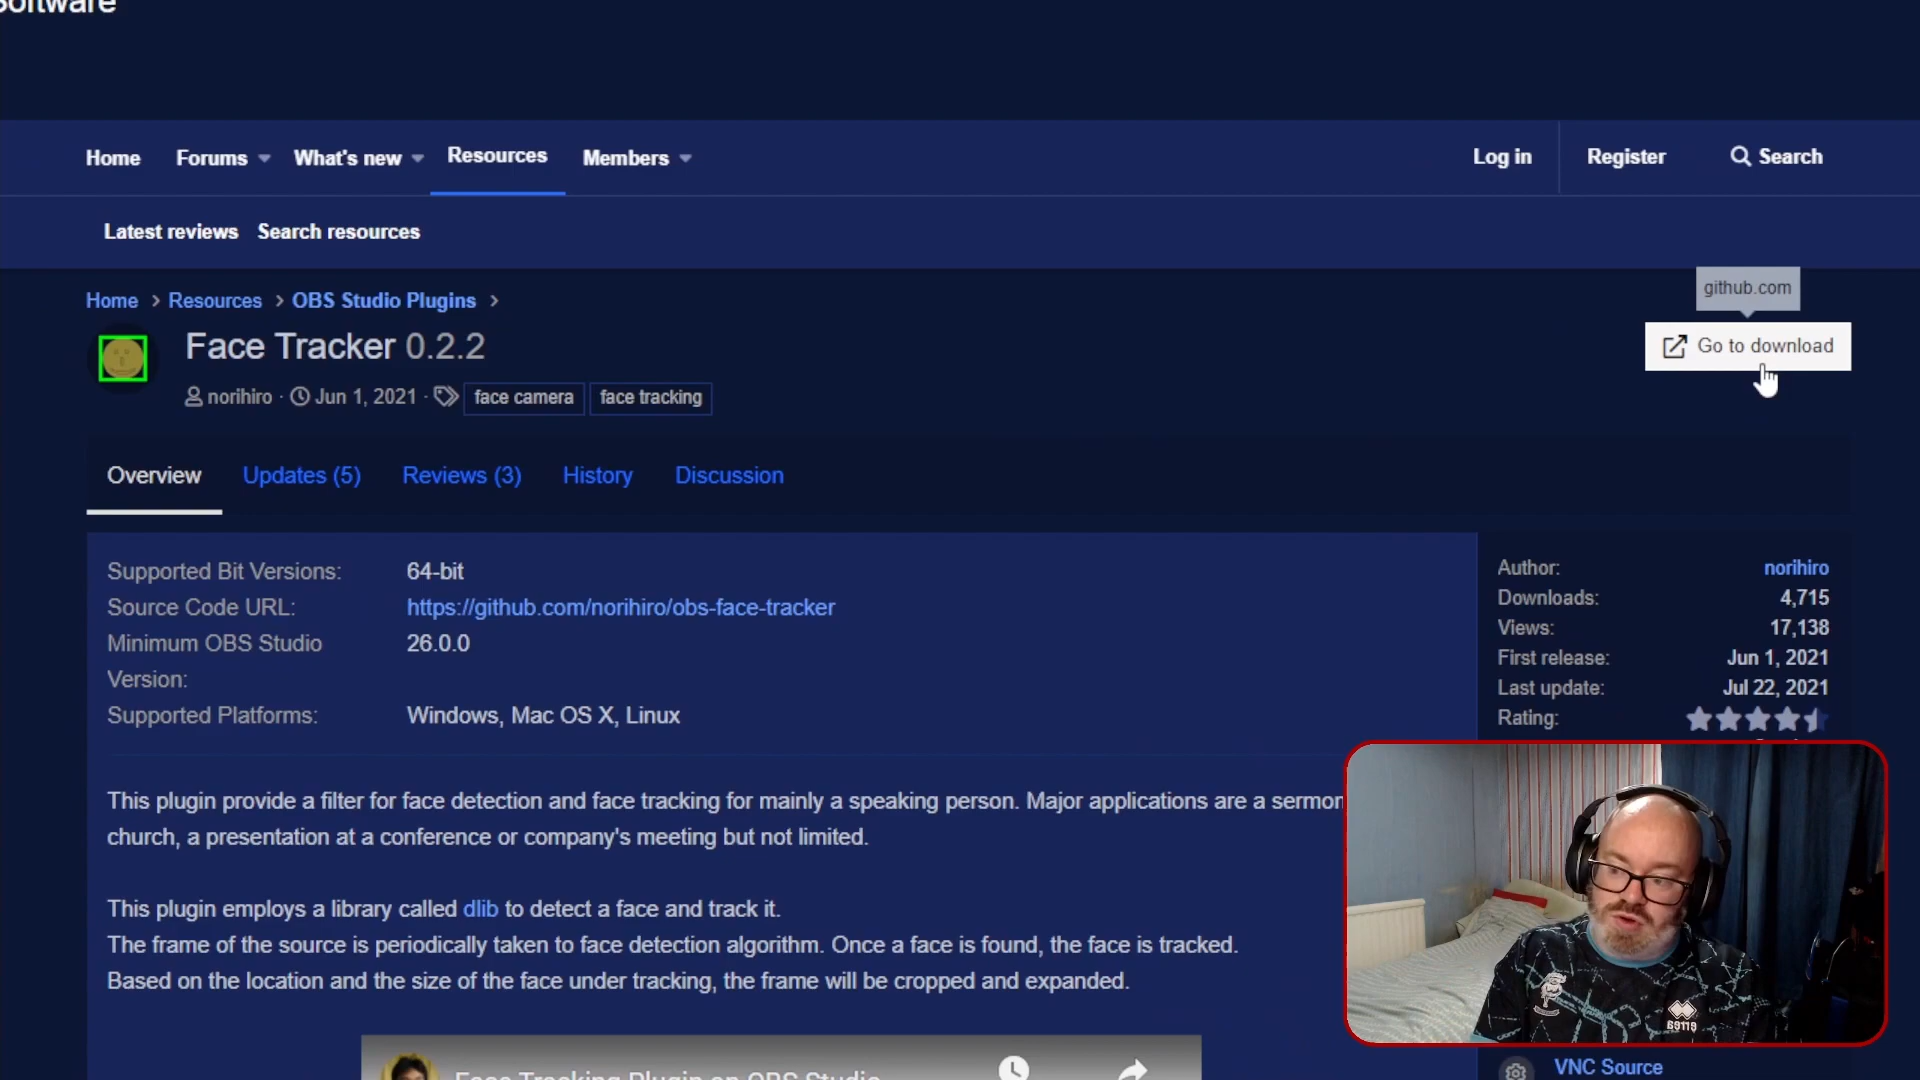 Software
Home Forums What's new Resources Members Log in Register Search
Latest reviews Search resources
Home > Resources > OBS Studio Plugins >
github.com
Face Tracker 0.2.2
Go to download
norihiro · Jun 1, 2021 · face camera face tracking
Overview Updates (5) Reviews (3) History Discussion
Supported Bit Versions: 64-bit
Source Code URL: https://github.com/norihiro/obs-face-tracker
Minimum OBS Studio 26.0.0
Version:
Supported Platforms: Windows, Mac OS X, Linux
This plugin provide a filter for face detection and face tracking for mainly a speaking person. Major applications are a sermon
church, a presentation at a conference or company's meeting but not limited.
This plugin employs a library called dlib to detect a face and track it.
The frame of the source is periodically taken to face detection algorithm. Once a face is found, the face is tracked.
Based on the location and the size of the face under tracking, the frame will be cropped and expanded.
Face Tracking Plugin on OBS Studio
Author: norihiro
Downloads: 4,715
Views: 17,138
First release: Jun 1, 2021
Last update: Jul 22, 2021
Rating:
VNC Source